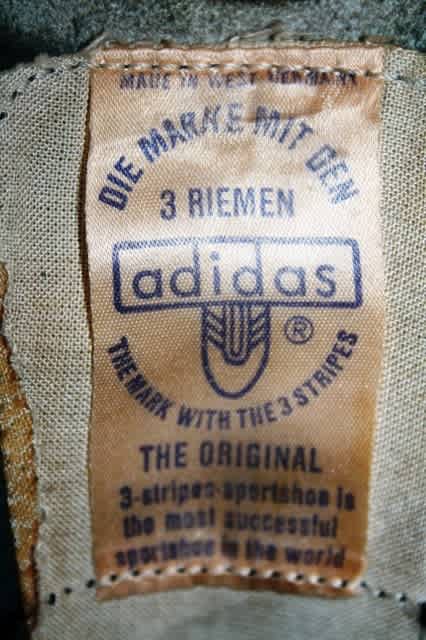 MADE IN WEST GERMANY
DIE MARKE MIT DEN
3 RIEMEN
adidas
®
THE MARK WITH THE 3 STRIPES
THE ORIGINAL
3-stripes-sportshoe is
the most successful
sportshoe in the world